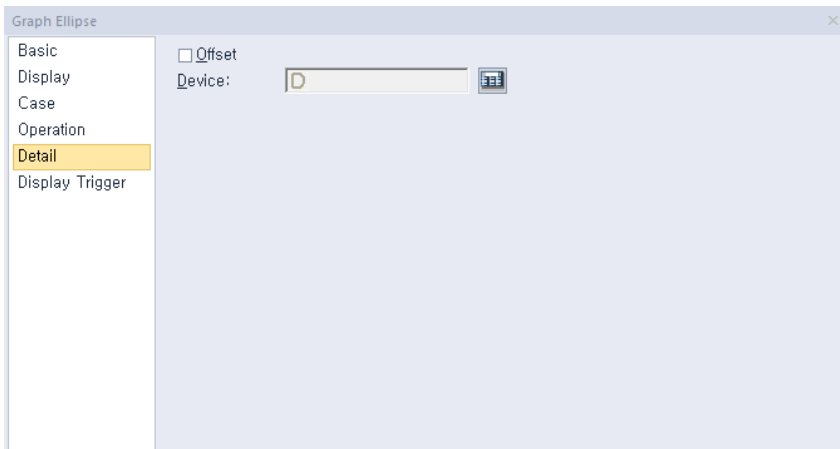 Graph Ellipse
Basic
Display
Case
Operation
Detail
Display Trigger
Offset
Device:
D